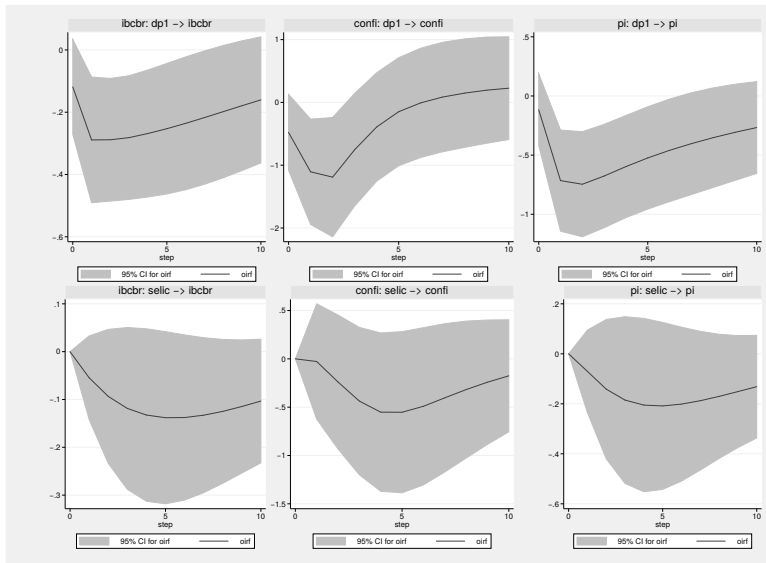 ibcbr: dp1 −> ibcbr
0
−.2
−.4
−.6
0 5 10
step
95% CI for oirf oirf
confi: dp1 −> confi
1
0
−1
−2
0 5 10
step
95% CI for oirf oirf
pi: dp1 −> pi
.5
0
−.5
−1
0 5 10
step
95% CI for oirf oirf
ibcbr: selic −> ibcbr
.1
0
−.1
−.2
−.3
0 5 10
step
95% CI for oirf oirf
confi: selic −> confi
.5
0
−.5
−1
−1.5
0 5 10
step
95% CI for oirf oirf
pi: selic −> pi
.2
0
−.2
−.4
−.6
0 5 10
step
95% CI for oirf oirf